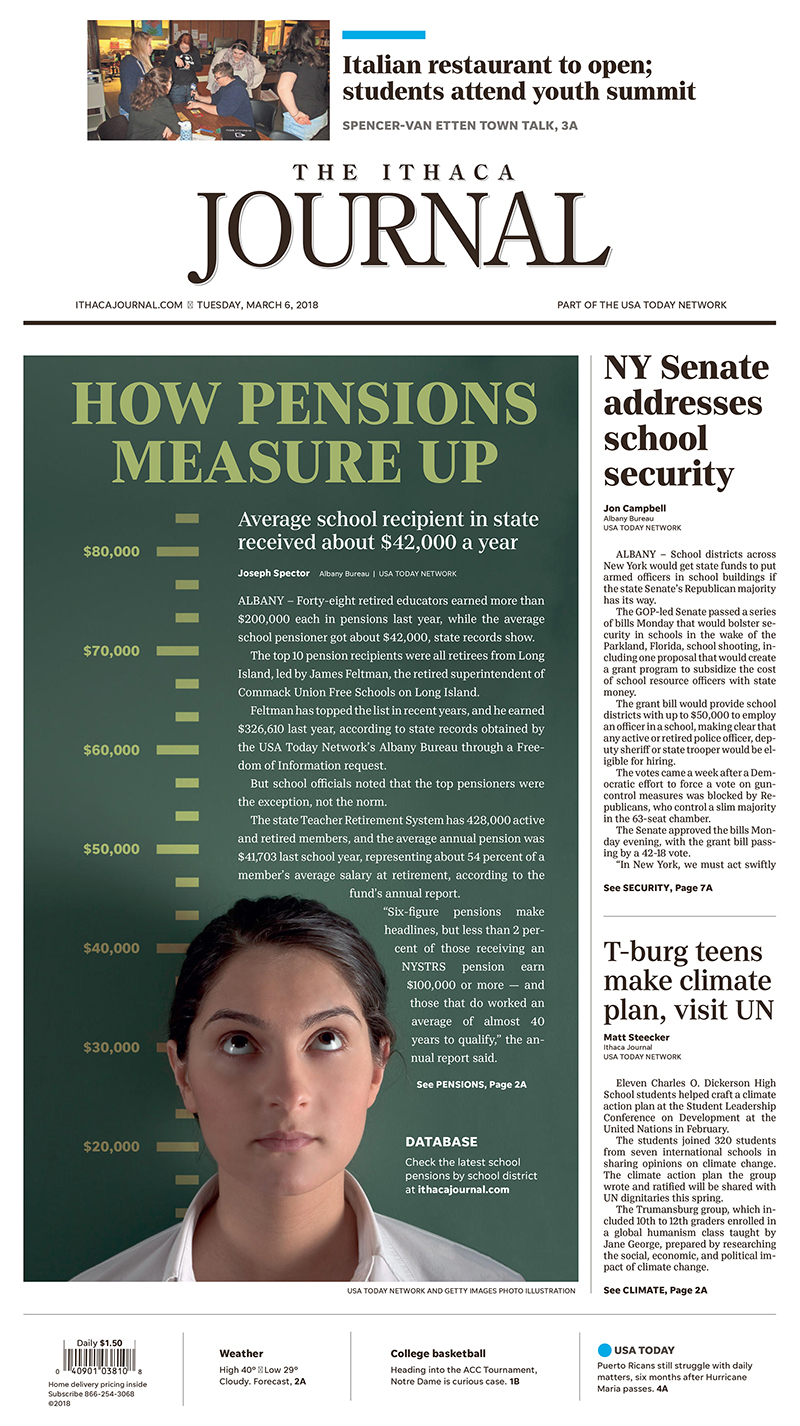 Italian restaurant to open;
students attend youth summit
SPENCER-VAN ETTEN TOWN TALK, 3A
THE ITHACA
JOURNAL
ITHACAJOURNAL.COM TUESDAY, MARCH 6, 2018
PART OF THE USA TODAY NETWORK
HOW PENSIONS
MEASURE UP
$80,000
$70,000
$60,000
$50,000
$40,000
$30,000
$20,000
Average school recipient in state
received about $42,000 a year
Joseph Spector Albany Bureau | USA TODAY NETWORK
ALBANY – Forty-eight retired educators earned more than
$200,000 each in pensions last year, while the average
school pensioner got about $42,000, state records show.
The top 10 pension recipients were all retirees from Long
Island, led by James Feltman, the retired superintendent of
Commack Union Free Schools on Long Island.
Feltman has topped the list in recent years, and he earned
$326,610 last year, according to state records obtained by
the USA Today Network's Albany Bureau through a Free-
dom of Information request.
But school officials noted that the top pensioners were
the exception, not the norm.
The state Teacher Retirement System has 428,000 active
and retired members, and the average annual pension was
$41,703 last school year, representing about 54 percent of a
member's average salary at retirement, according to the
fund's annual report.
“Six-figure pensions make
headlines, but less than 2 per-
cent of those receiving an
NYSTRS pension earn
$100,000 or more — and
those that do worked an
average of almost 40
years to qualify,” the an-
nual report said.
See PENSIONS, Page 2A
DATABASE
Check the latest school
pensions by school district
at ithacajournal.com
USA TODAY NETWORK AND GETTY IMAGES PHOTO ILLUSTRATION
NY Senate
addresses
school
security
Jon Campbell
Albany Bureau
USA TODAY NETWORK
ALBANY – School districts across
New York would get state funds to put
armed officers in school buildings if
the state Senate's Republican majority
has its way.
The GOP-led Senate passed a series
of bills Monday that would bolster se-
curity in schools in the wake of the
Parkland, Florida, school shooting, in-
cluding one proposal that would create
a grant program to subsidize the cost
of school resource officers with state
money.
The grant bill would provide school
districts with up to $50,000 to employ
an officer in a school, making clear that
any active or retired police officer, dep-
uty sheriff or state trooper would be el-
igible for hiring.
The votes came a week after a Dem-
ocratic effort to force a vote on gun-
control measures was blocked by Re-
publicans, who control a slim majority
in the 63-seat chamber.
The Senate approved the bills Mon-
day evening, with the grant bill pass-
ing by a 42-18 vote.
“In New York, we must act swiftly
See SECURITY, Page 7A
T-burg teens
make climate
plan, visit UN
Matt Steecker
Ithaca Journal
USA TODAY NETWORK
Eleven Charles O. Dickerson High
School students helped craft a climate
action plan at the Student Leadership
Conference on Development at the
United Nations in February.
The students joined 320 students
from seven international schools in
sharing opinions on climate change.
The climate action plan the group
wrote and ratified will be shared with
UN dignitaries this spring.
The Trumansburg group, which in-
cluded 10th to 12th graders enrolled in
a global humanism class taught by
Jane George, prepared by researching
the social, economic, and political im-
pact of climate change.
See CLIMATE, Page 2A
Daily $1.50
0 40901 03810 8
Home delivery pricing inside
Subscribe 866-254-3068
©2018
Weather
High 40° Low 29°
Cloudy. Forecast, 2A
College basketball
Heading into the ACC Tournament,
Notre Dame is curious case. 1B
USA TODAY
Puerto Ricans still struggle with daily
matters, six months after Hurricane
Maria passes. 4A